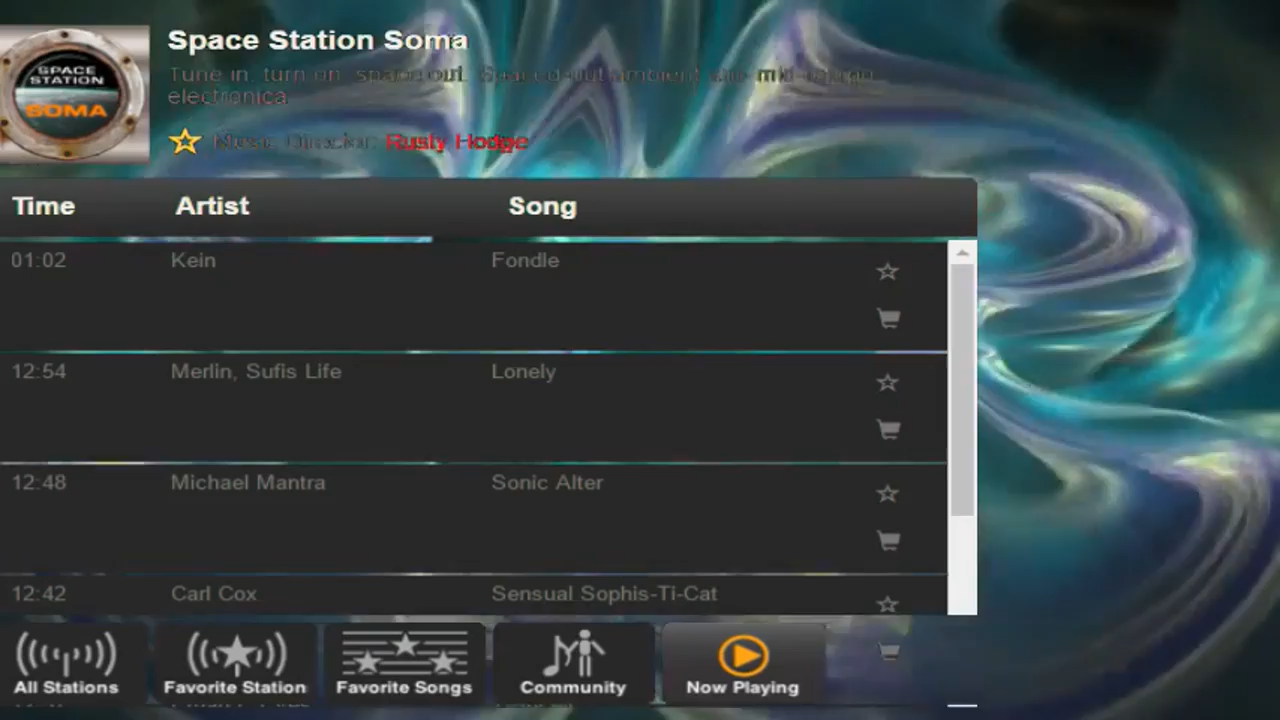 SPACE
STATION
SOMA
Space Station Soma
Tune in, turn on, space out. Spaced-out ambient and mid-tempo
electronica.
Music Director: Rusty Hodge
Time Artist Song
01:02 Kein Fondle
12:54 Merlin, Sufis Life Lonely
12:48 Michael Mantra Sonic Alter
12:42 Carl Cox Sensual Sophis-Ti-Cat
All Stations Favorite Station Favorite Songs Community Now Playing